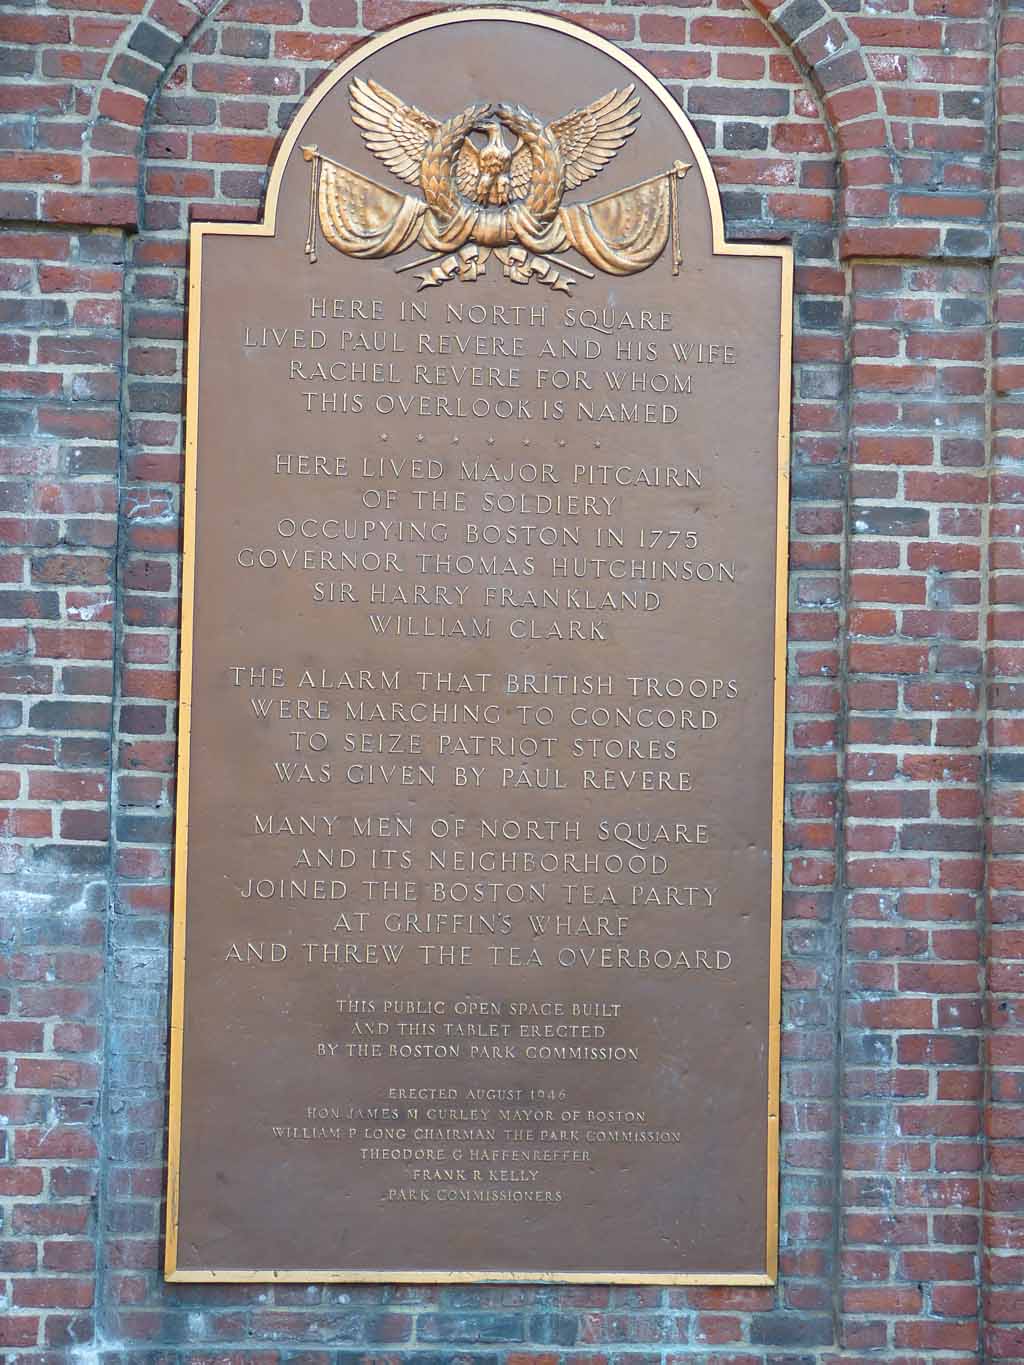 HERE IN NORTH SQUARE
LIVED PAUL REVERE AND HIS WIFE
RACHEL REVERE FOR WHOM
THIS OVERLOOK IS NAMED
HERE LIVED MAJOR PITCAIRN
OF THE SOLDIERY
OCCUPYING BOSTON IN 1775
GOVERNOR THOMAS HUTCHINSON
SIR HARRY FRANKLAND
WILLIAM CLARK
THE ALARM THAT BRITISH TROOPS
WERE MARCHING TO CONCORD
TO SEIZE PATRIOT STORES
WAS GIVEN BY PAUL REVERE
MANY MEN OF NORTH SQUARE
AND ITS NEIGHBORHOOD
JOINED THE BOSTON TEA PARTY
AT GRIFFIN'S WHARF
AND THREW THE TEA OVERBOARD
THIS PUBLIC OPEN SPACE BUILT
AND THIS TABLET ERECTED
BY THE BOSTON PARK COMMISSION
ERECTED AUGUST 1946
HON JAMES M CURLEY MAYOR OF BOSTON
WILLIAM P LONG CHAIRMAN THE PARK COMMISSION
THEODORE G HAFFENREFFER
FRANK R KELLY
PARK COMMISSIONERS